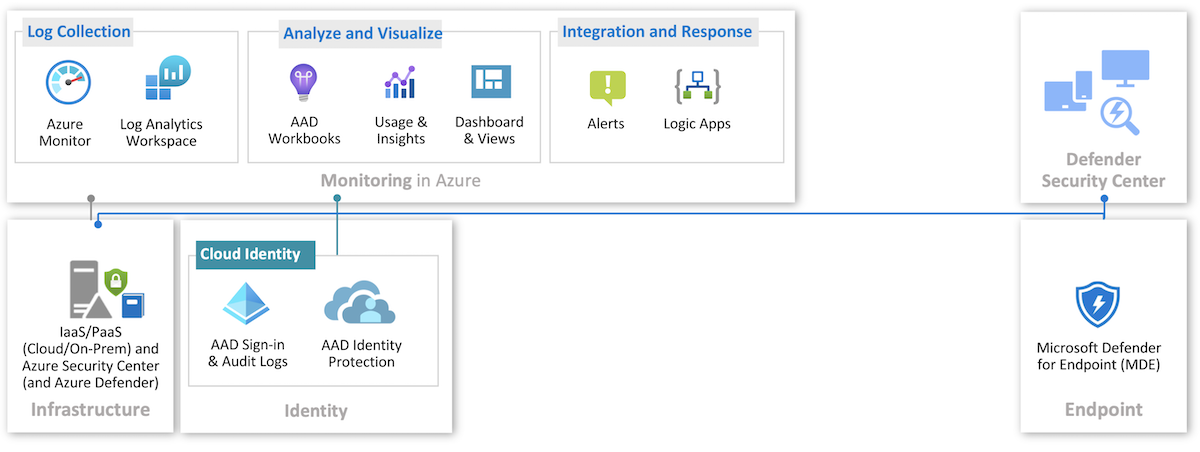 Log Collection
Azure
Monitor
Log Analytics
Workspace
Analyze and Visualize
AAD
Workbooks
Usage &
Insights
Dashboard
& Views
Integration and Response
Alerts
Logic Apps
Monitoring in Azure
Defender
Security Center
IaaS/PaaS
(Cloud/On-Prem) and
Azure Security Center
(and Azure Defender)
Infrastructure
Cloud Identity
AAD Sign-in
& Audit Logs
AAD Identity
Protection
Identity
Microsoft Defender
for Endpoint (MDE)
Endpoint